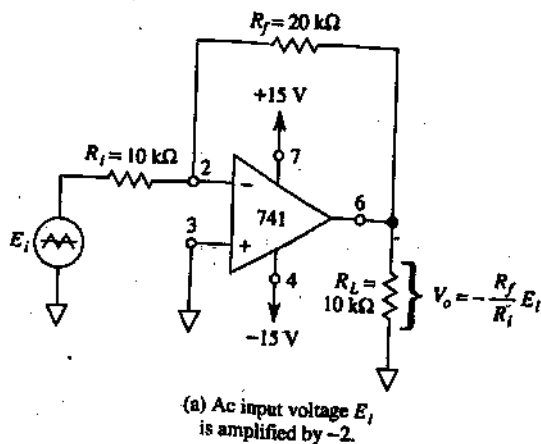 R_f = 20 kΩ
+15 V
R_i = 10 kΩ
2
7
−
6
741
3
+
E_i
4
R_L =
10 kΩ
V_o = − R_f / R_i E_i
−15 V
(a) Ac input voltage E_i
is amplified by −2.